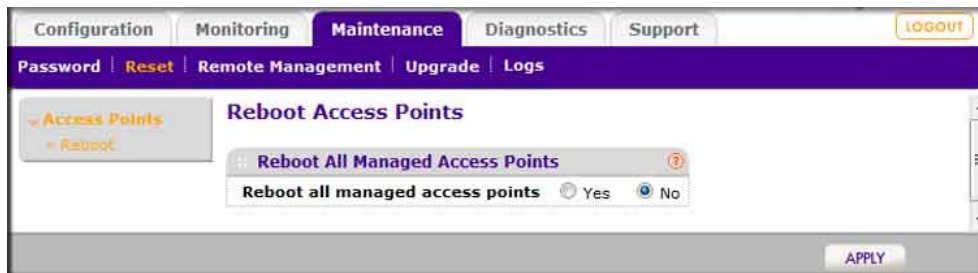 Configuration Monitoring Maintenance Diagnostics Support LOGOUT
Password Reset Remote Management Upgrade Logs
Access Points
Reboot
Reboot Access Points
Reboot All Managed Access Points ?
Reboot all managed access points Yes No
APPLY